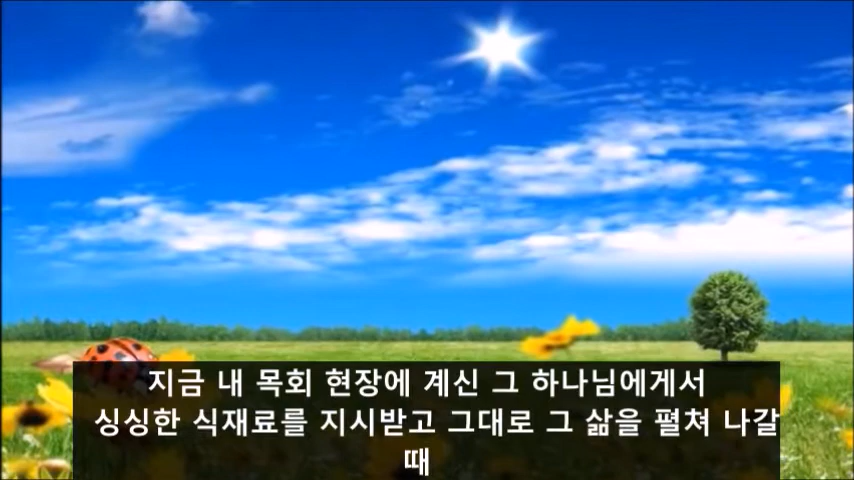 지금 내 목회 현장에 계신 그 하나님에게서
싱싱한 식재료를 지시받고 그대로 그 삶을 펼쳐 나갈
때